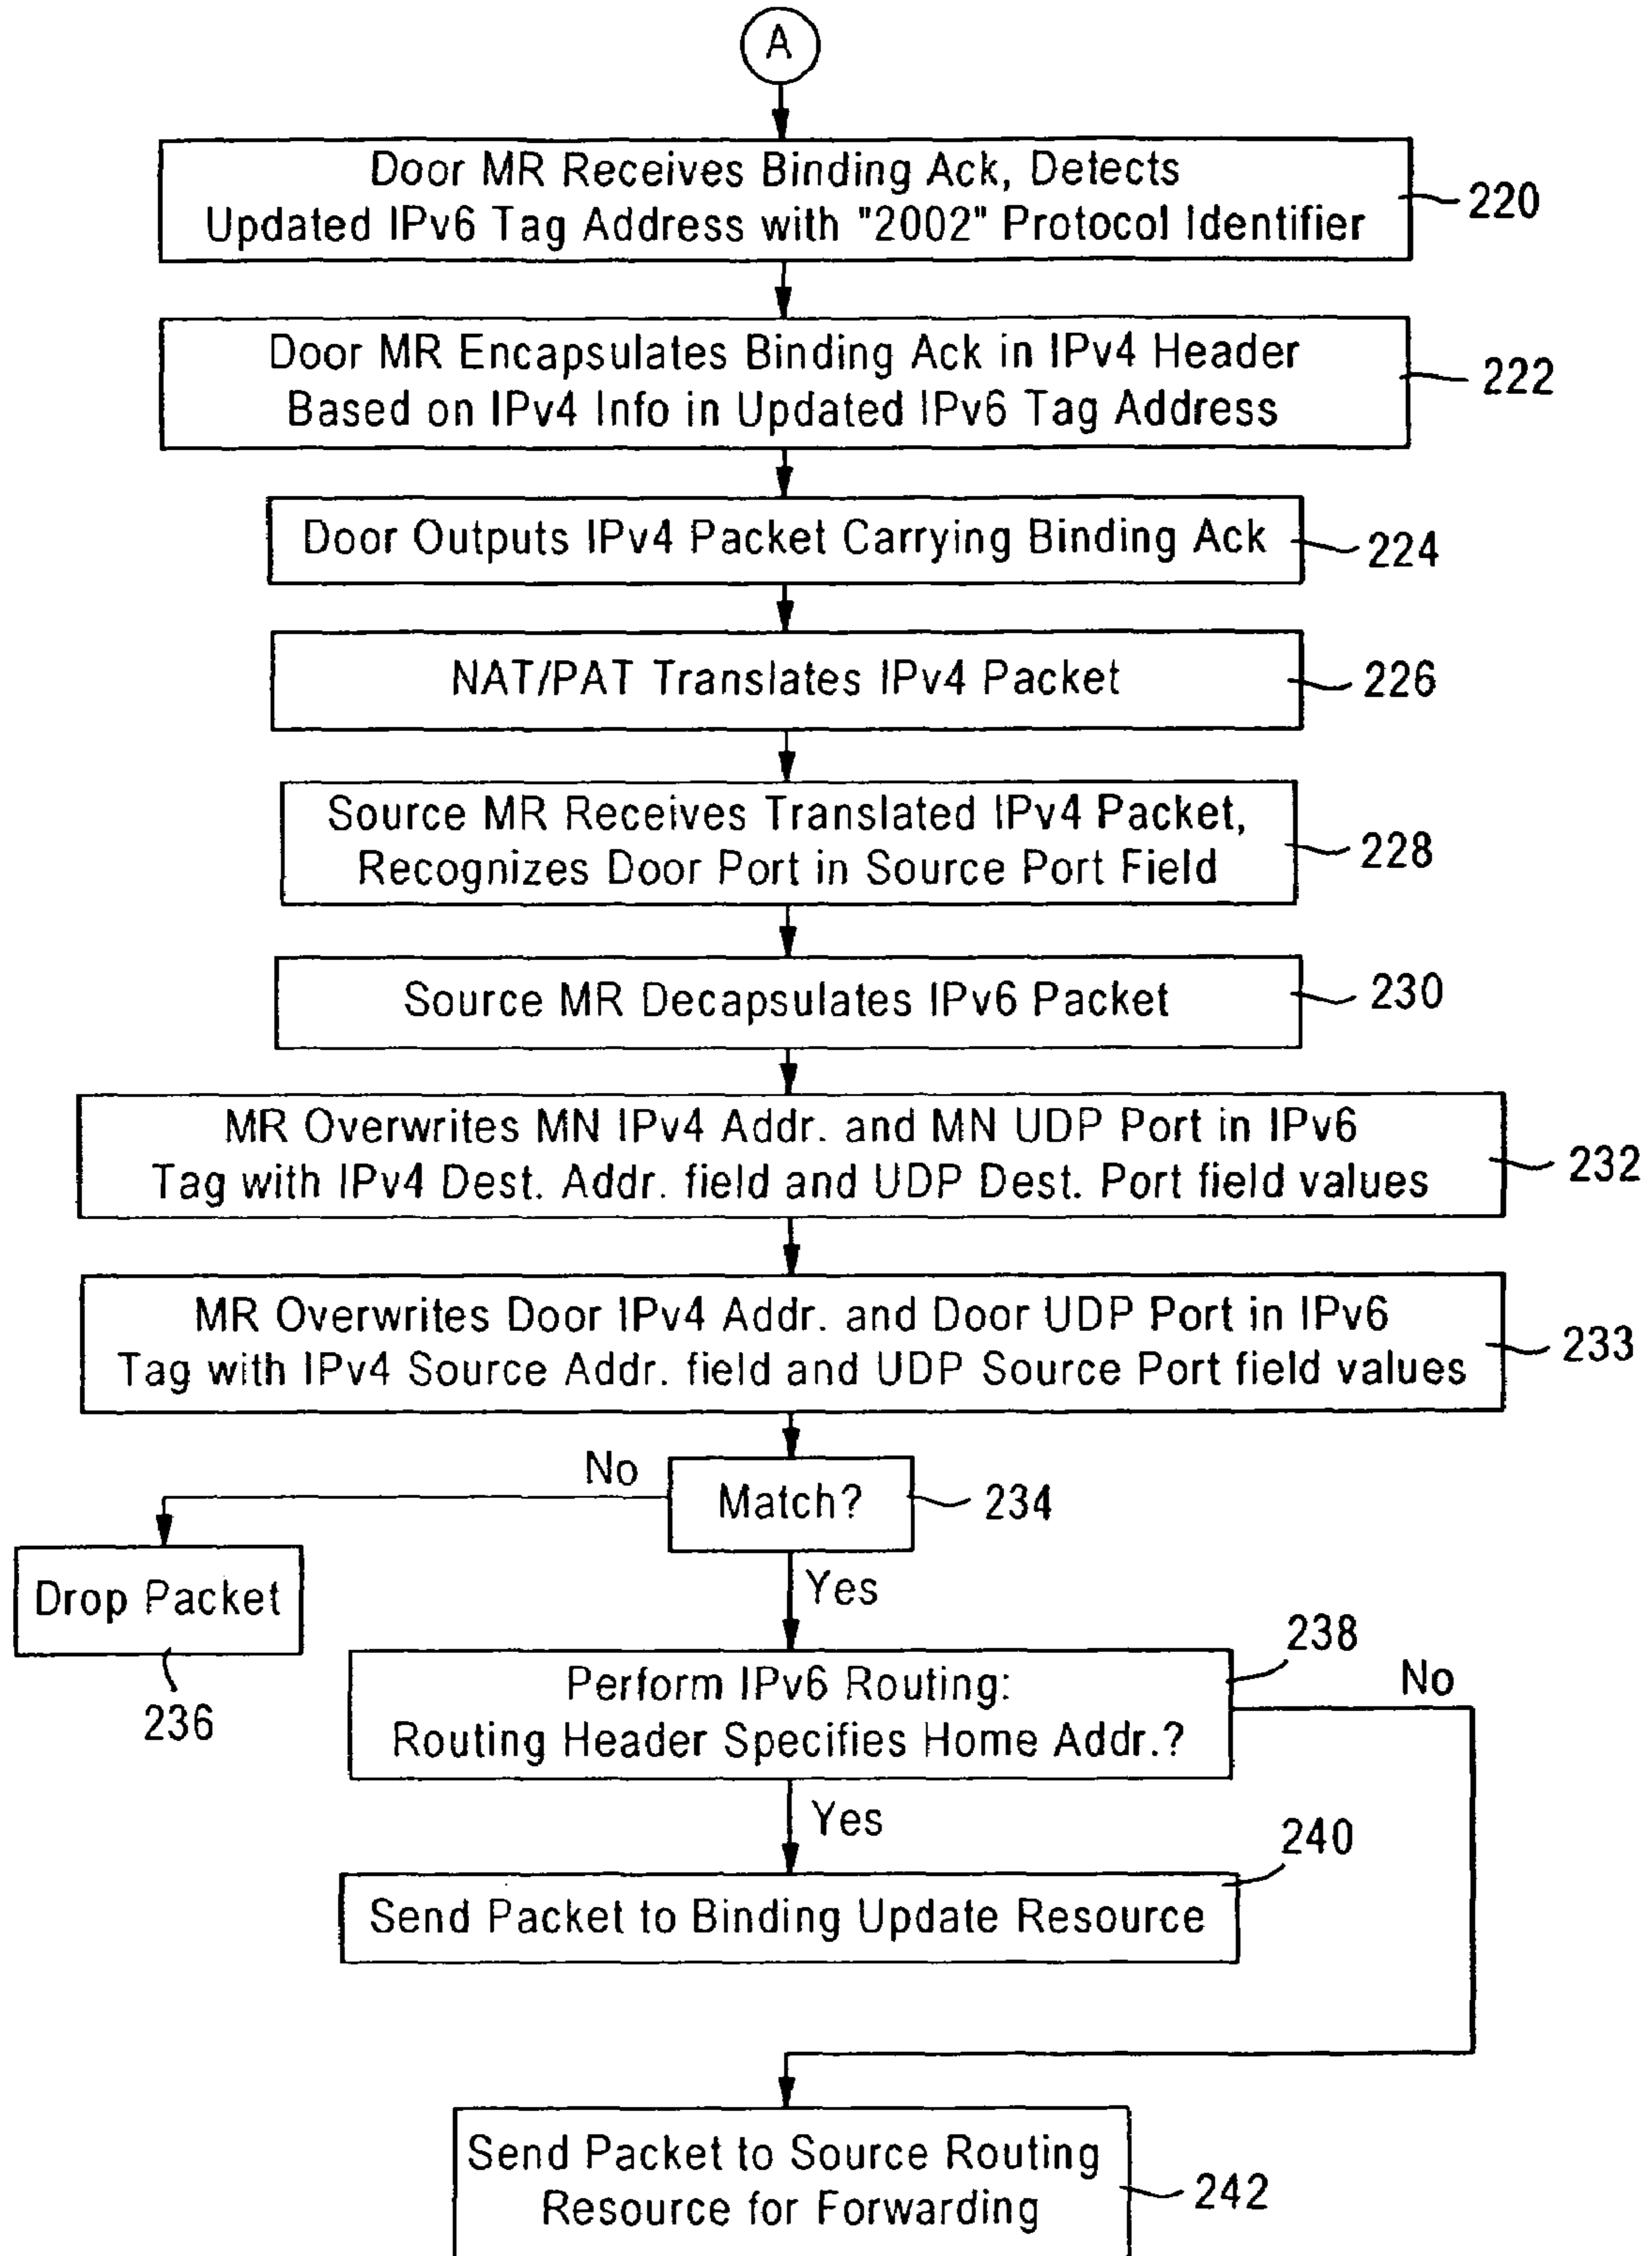 A
Door MR Receives Binding Ack, Detects
Updated IPv6 Tag Address with "2002" Protocol Identifier
220
Door MR Encapsulates Binding Ack in IPv4 Header
Based on IPv4 Info in Updated IPv6 Tag Address
222
Door Outputs IPv4 Packet Carrying Binding Ack
224
NAT/PAT Translates IPv4 Packet
226
Source MR Receives Translated IPv4 Packet,
Recognizes Door Port in Source Port Field
228
Source MR Decapsulates IPv6 Packet
230
MR Overwrites MN IPv4 Addr. and MN UDP Port in IPv6
Tag with IPv4 Dest. Addr. field and UDP Dest. Port field values
232
MR Overwrites Door IPv4 Addr. and Door UDP Port in IPv6
Tag with IPv4 Source Addr. field and UDP Source Port field values
233
No
Match?
234
Drop Packet
236
Yes
238
Perform IPv6 Routing:
Routing Header Specifies Home Addr.?
No
Yes
240
Send Packet to Binding Update Resource
Send Packet to Source Routing
Resource for Forwarding
242